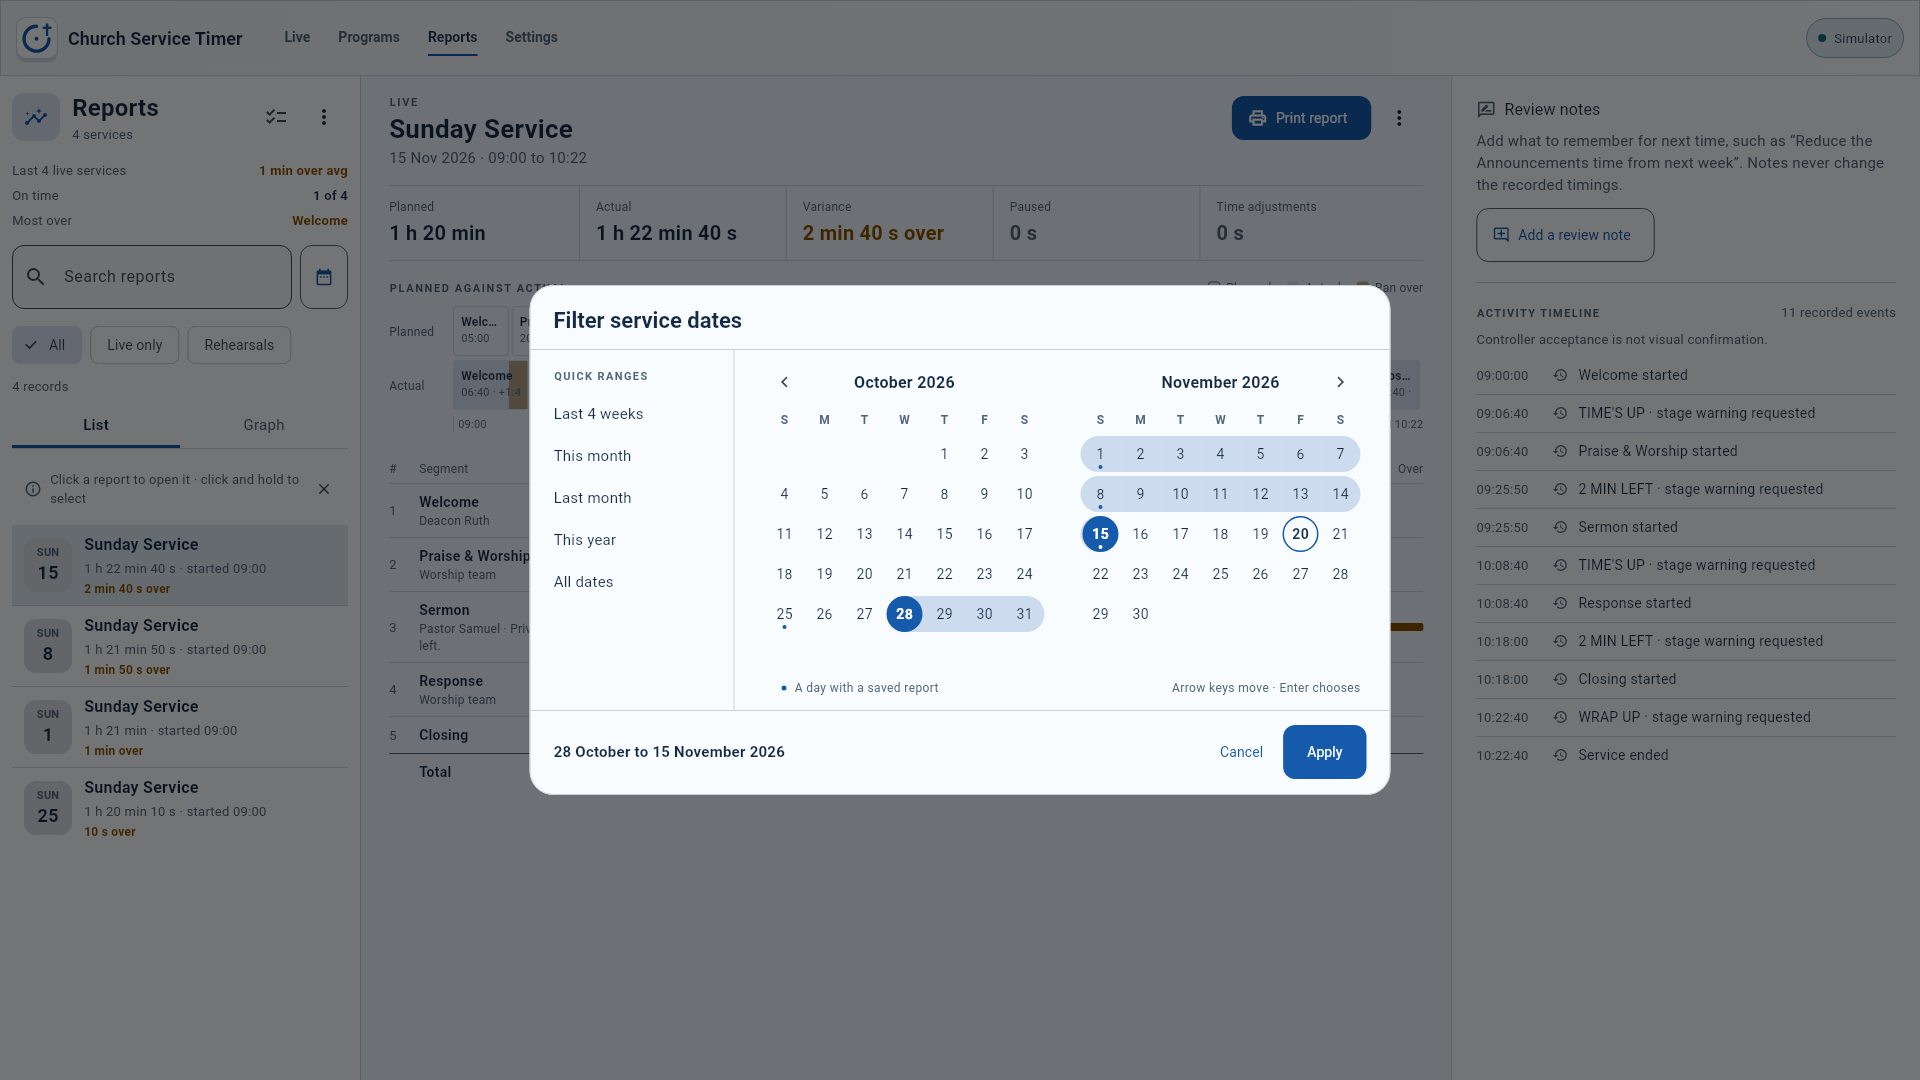 Church Service Timer
Live
Programs
Reports
Settings
Simulator
Reports
4 services
Last 4 live services
1 min over avg
On time
1 of 4
Most over
Welcome
Search reports
All
Live only
Rehearsals
4 records
List
Graph
Click a report to open it · click and hold to
select
SUN
15
Sunday Service
1 h 22 min 40 s · started 09:00
2 min 40 s over
SUN
8
Sunday Service
1 h 21 min 50 s · started 09:00
1 min 50 s over
SUN
1
Sunday Service
1 h 21 min · started 09:00
1 min over
SUN
25
Sunday Service
1 h 20 min 10 s · started 09:00
10 s over
LIVE
Sunday Service
15 Nov 2026 · 09:00 to 10:22
Print report
Planned
1 h 20 min
Actual
1 h 22 min 40 s
Variance
2 min 40 s over
Paused
0 s
Time adjustments
0 s
PLANNED AGAINST
Ran over
Planned
Welc...
05:00
Actual
Welcome
06:40 · +1:4
09:00
10:22
# Segment
Over
1
Welcome
Deacon Ruth
2
Praise & Worship
Worship team
3
Sermon
Pastor Samuel ·
left.
4
Response
Worship team
5
Closing
Total
Filter service dates
QUICK RANGES
Last 4 weeks
This month
Last month
This year
All dates
October 2026
S M T W T F S
1 2 3
4 5 6 7 8 9 10
11 12 13 14 15 16 17
18 19 20 21 22 23 24
25 26 27 28 29 30 31
November 2026
S M T W T F S
1 2 3 4 5 6 7
8 9 10 11 12 13 14
15 16 17 18 19 20 21
22 23 24 25 26 27 28
29 30
A day with a saved report
Arrow keys move · Enter chooses
28 October to 15 November 2026
Cancel
Apply
Review notes
Add what to remember for next time, such as “Reduce the
Announcements time from next week”. Notes never change
the recorded timings.
Add a review note
ACTIVITY TIMELINE
11 recorded events
Controller acceptance is not visual confirmation.
09:00:00 Welcome started
09:06:40 TIME'S UP · stage warning requested
09:06:40 Praise & Worship started
09:25:50 2 MIN LEFT · stage warning requested
09:25:50 Sermon started
10:08:40 TIME'S UP · stage warning requested
10:08:40 Response started
10:18:00 2 MIN LEFT · stage warning requested
10:18:00 Closing started
10:22:40 WRAP UP · stage warning requested
10:22:40 Service ended